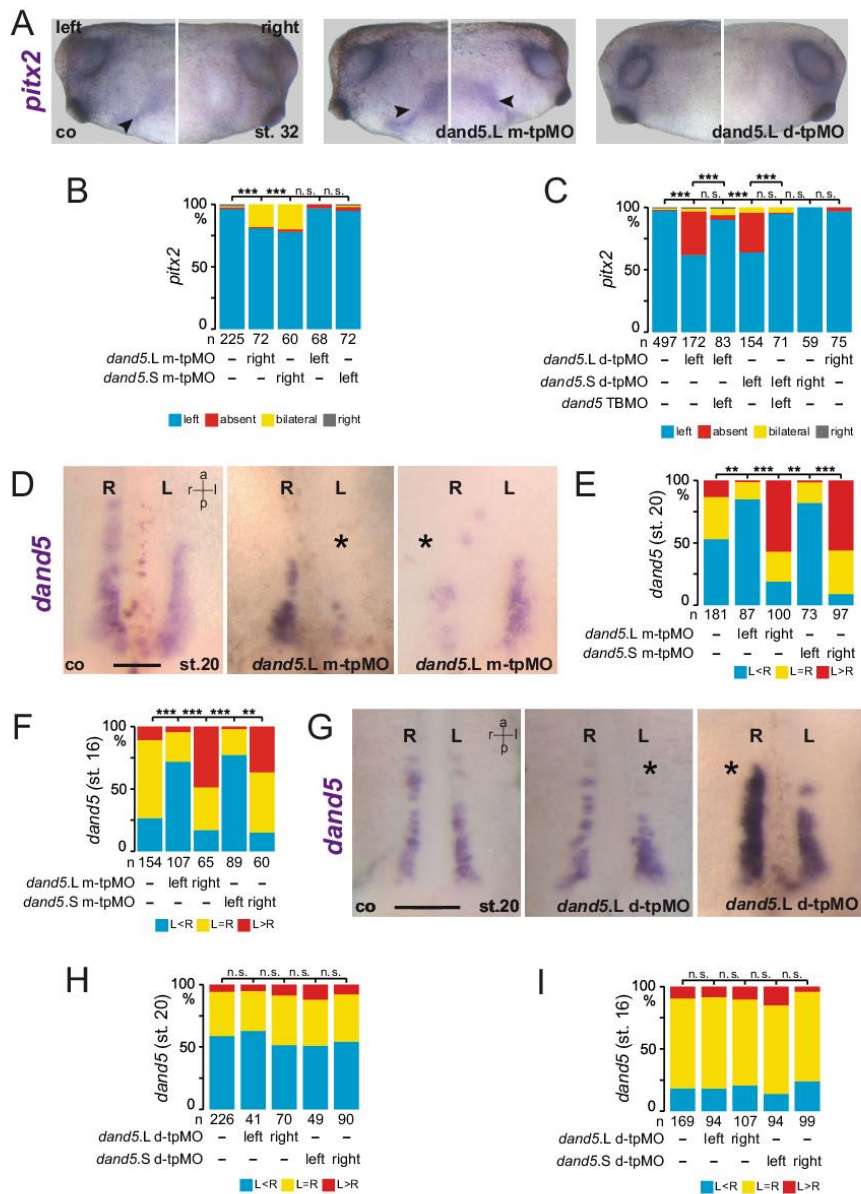 A
pitx2
left right
co st. 32
dand5.L m-tpMO
dand5.L d-tpMO
B
*** *** n.s. n.s.
100
%
50
0
pitx2
n 225 72 60 68 72
dand5.L m-tpMO – right – left –
dand5.S m-tpMO – – right – left
left absent bilateral right
C
*** ***
*** n.s. *** n.s. n.s. n.s.
100
%
50
0
pitx2
n 497 172 83 154 71 59 75
dand5.L d-tpMO – left left – – – right
dand5.S d-tpMO – – – left left right –
dand5 TBMO – – left – left – –
left absent bilateral right
D
dand5
R L
a
r l
p
co st.20
R L
*
dand5.L m-tpMO
R L
*
dand5.L m-tpMO
E
** *** ** ***
100
%
50
0
dand5 (st. 20)
n 181 87 100 73 97
dand5.L m-tpMO – left right – –
dand5.S m-tpMO – – – left right
L<R L=R L>R
F
*** *** *** **
100
%
50
0
dand5 (st. 16)
n 154 107 65 89 60
dand5.L m-tpMO – left right – –
dand5.S m-tpMO – – – left right
L<R L=R L>R
G
dand5
R L
a
r l
p
co st.20
R L
*
dand5.L d-tpMO
R L
*
dand5.L d-tpMO
H
n.s. n.s. n.s. n.s.
100
%
50
0
dand5 (st. 20)
n 226 41 70 49 90
dand5.L d-tpMO – left right – –
dand5.S d-tpMO – – – left right
L<R L=R L>R
I
n.s. n.s. n.s. n.s.
100
%
50
0
dand5 (st. 16)
n 169 94 107 94 99
dand5.L d-tpMO – left right – –
dand5.S d-tpMO – – – left right
L<R L=R L>R